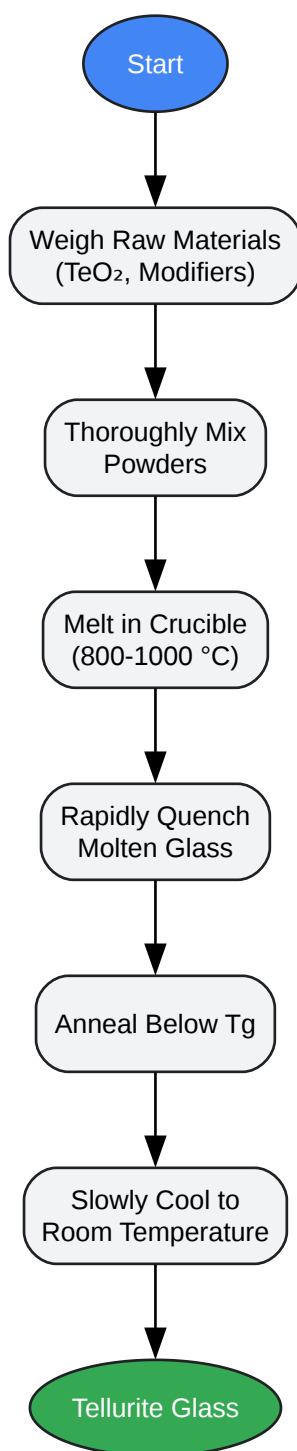 Start
Weigh Raw Materials
(TeO₂, Modifiers)
Thoroughly Mix
Powders
Melt in Crucible
(800-1000 °C)
Rapidly Quench
Molten Glass
Anneal Below Tg
Slowly Cool to
Room Temperature
Tellurite Glass